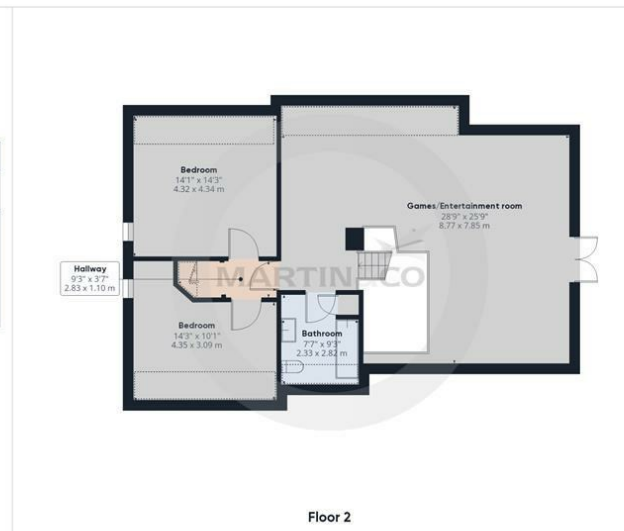 Bedroom
14'1" x 14'3"
4.32 x 4.34 m
Games/Entertainment room
28'9" x 25'9"
8.77 x 7.85 m
Hallway
9'3" x 3'7"
2.83 x 1.10 m
MARTIN&CO
Bedroom
14'3" x 10'1"
4.35 x 3.09 m
Bathroom
7'7" x 9'3"
2.33 x 2.82 m
Floor 2